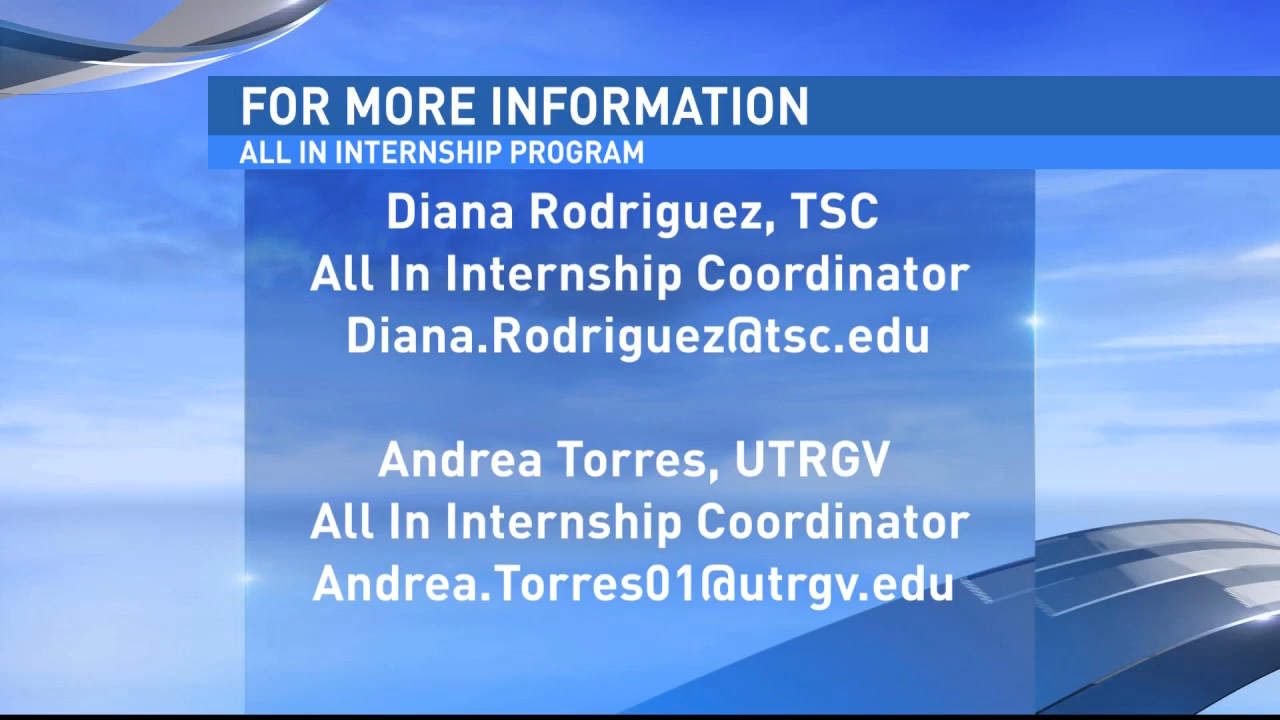 FOR MORE INFORMATION
ALL IN INTERNSHIP PROGRAM
Diana Rodriguez, TSC
All In Internship Coordinator
Diana.Rodriguez@tsc.edu
Andrea Torres, UTRGV
All In Internship Coordinator
Andrea.Torres01@utrgv.edu